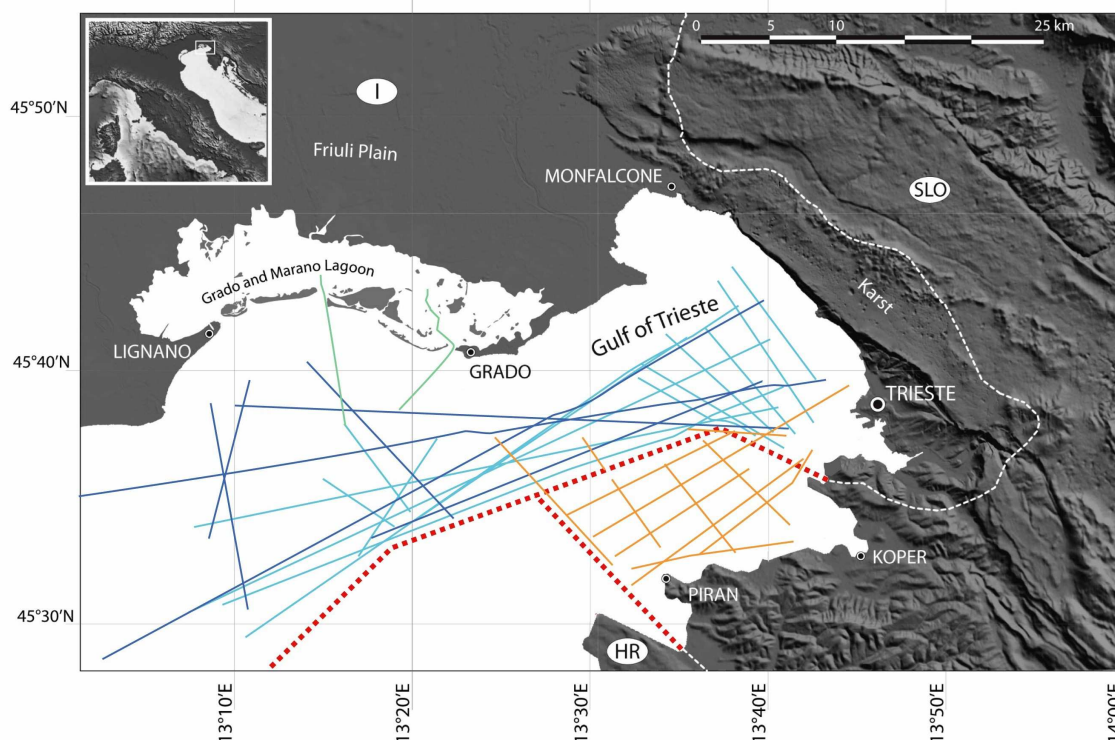 0 5 10 25 km
45°50'N
I
Friuli Plain
MONFALCONE
SLO
Grado and Marano Lagoon
Karst
Gulf of Trieste
LIGNANO
45°40'N
GRADO
TRIESTE
KOPER
PIRAN
45°30'N
HR
13°10'E
13°20'E
13°30'E
13°40'E
13°50'E
14°00'E